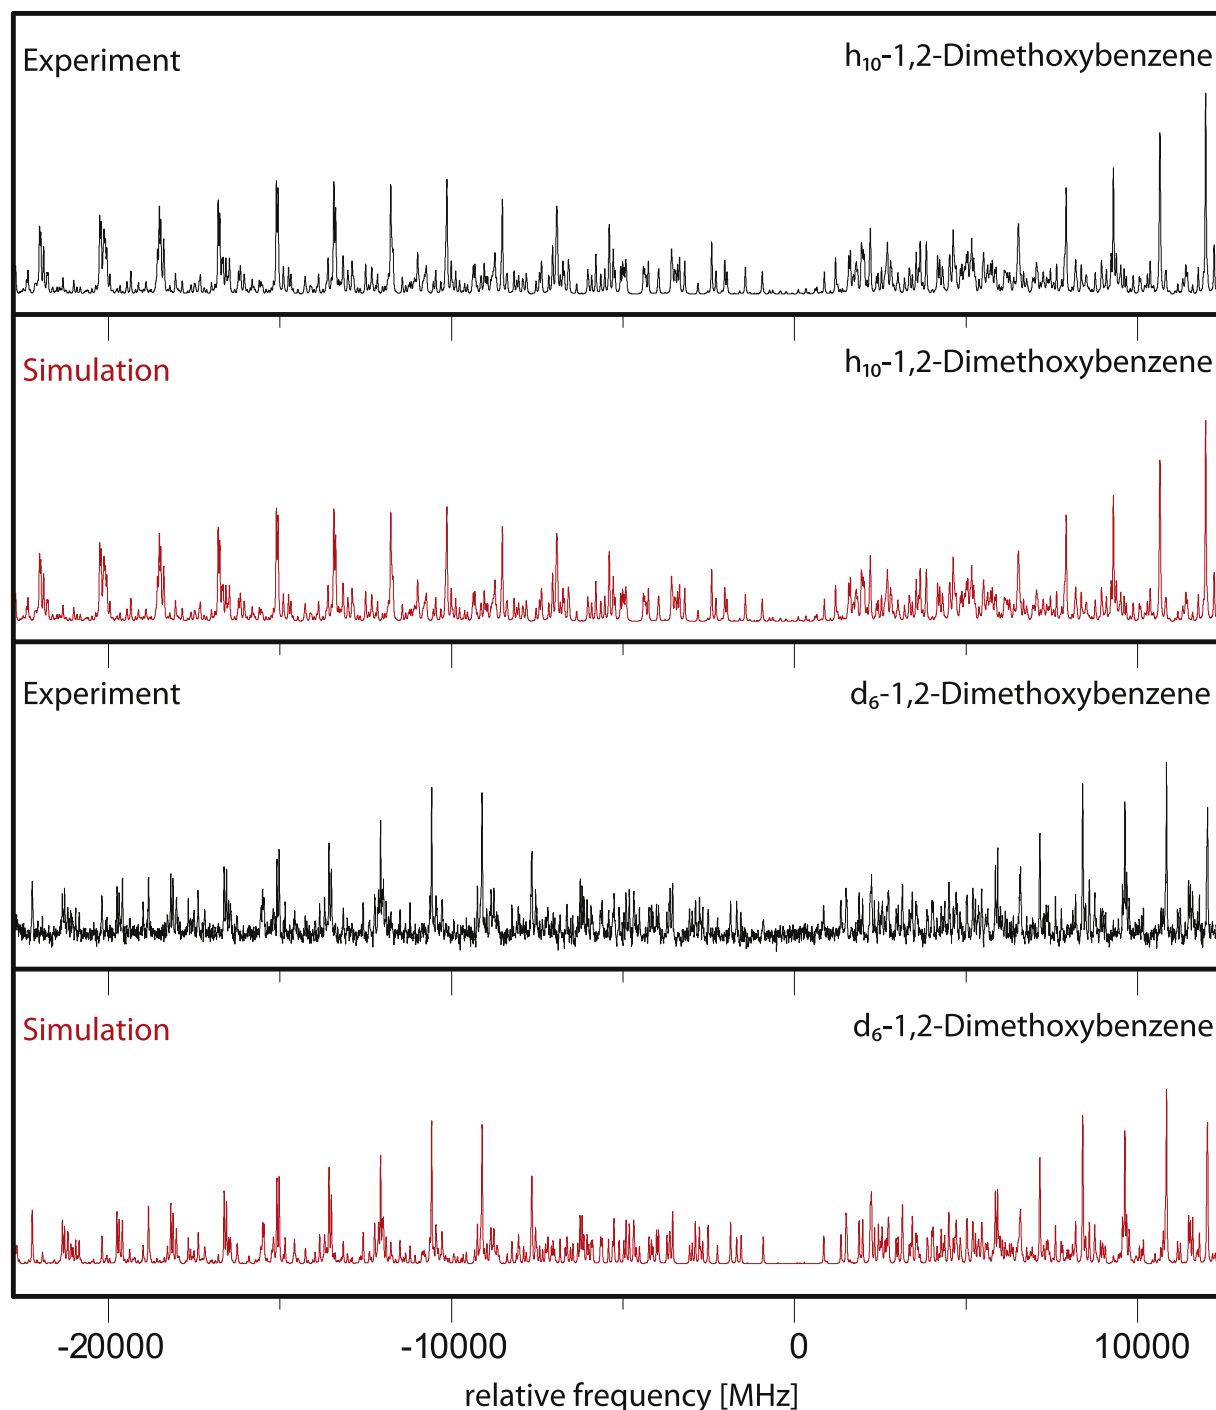 Experiment
h₁₀-1,2-Dimethoxybenzene
Simulation
h₁₀-1,2-Dimethoxybenzene
Experiment
d₆-1,2-Dimethoxybenzene
Simulation
d₆-1,2-Dimethoxybenzene
-20000 -10000 0 10000
relative frequency [MHz]